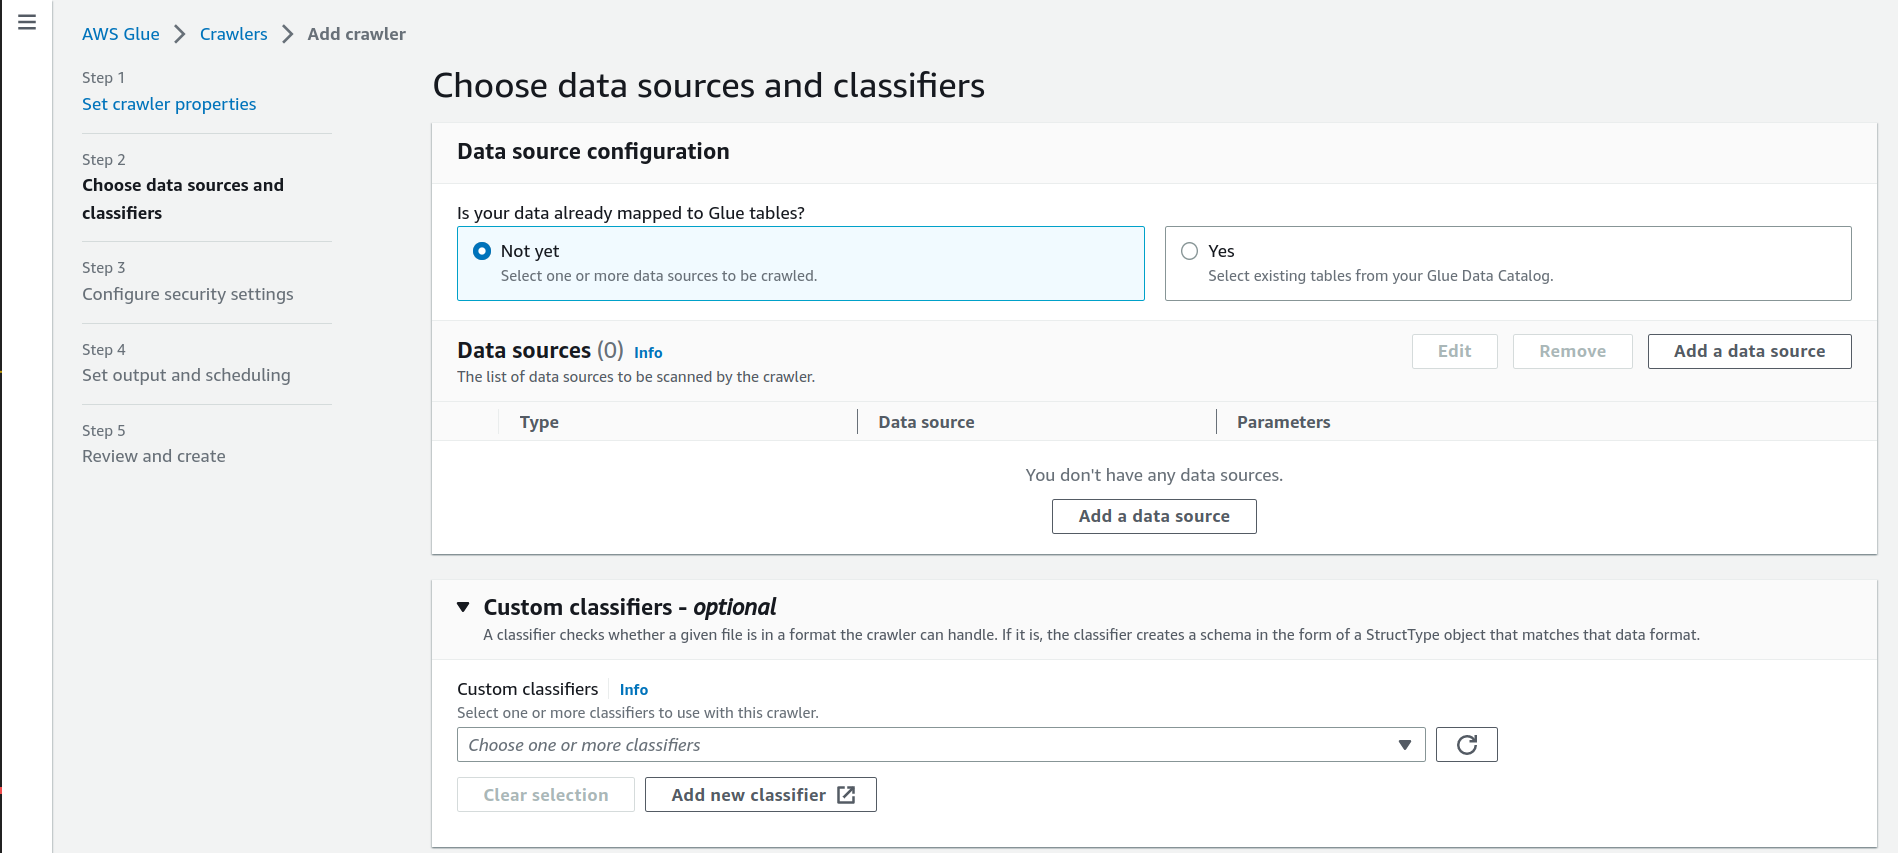 AWS Glue > Crawlers > Add crawler
Step 1
Set crawler properties
Step 2
Choose data sources and
classifiers
Step 3
Configure security settings
Step 4
Set output and scheduling
Step 5
Review and create
Choose data sources and classifiers
Data source configuration
Is your data already mapped to Glue tables?
Not yet
Select one or more data sources to be crawled.
Yes
Select existing tables from your Glue Data Catalog.
Data sources (0) Info
The list of data sources to be scanned by the crawler.
Edit Remove Add a data source
Type Data source Parameters
You don't have any data sources.
Add a data source
Custom classifiers - optional
A classifier checks whether a given file is in a format the crawler can handle. If it is, the classifier creates a schema in the form of a StructType object that matches that data format.
Custom classifiers Info
Select one or more classifiers to use with this crawler.
Choose one or more classifiers
Clear selection Add new classifier